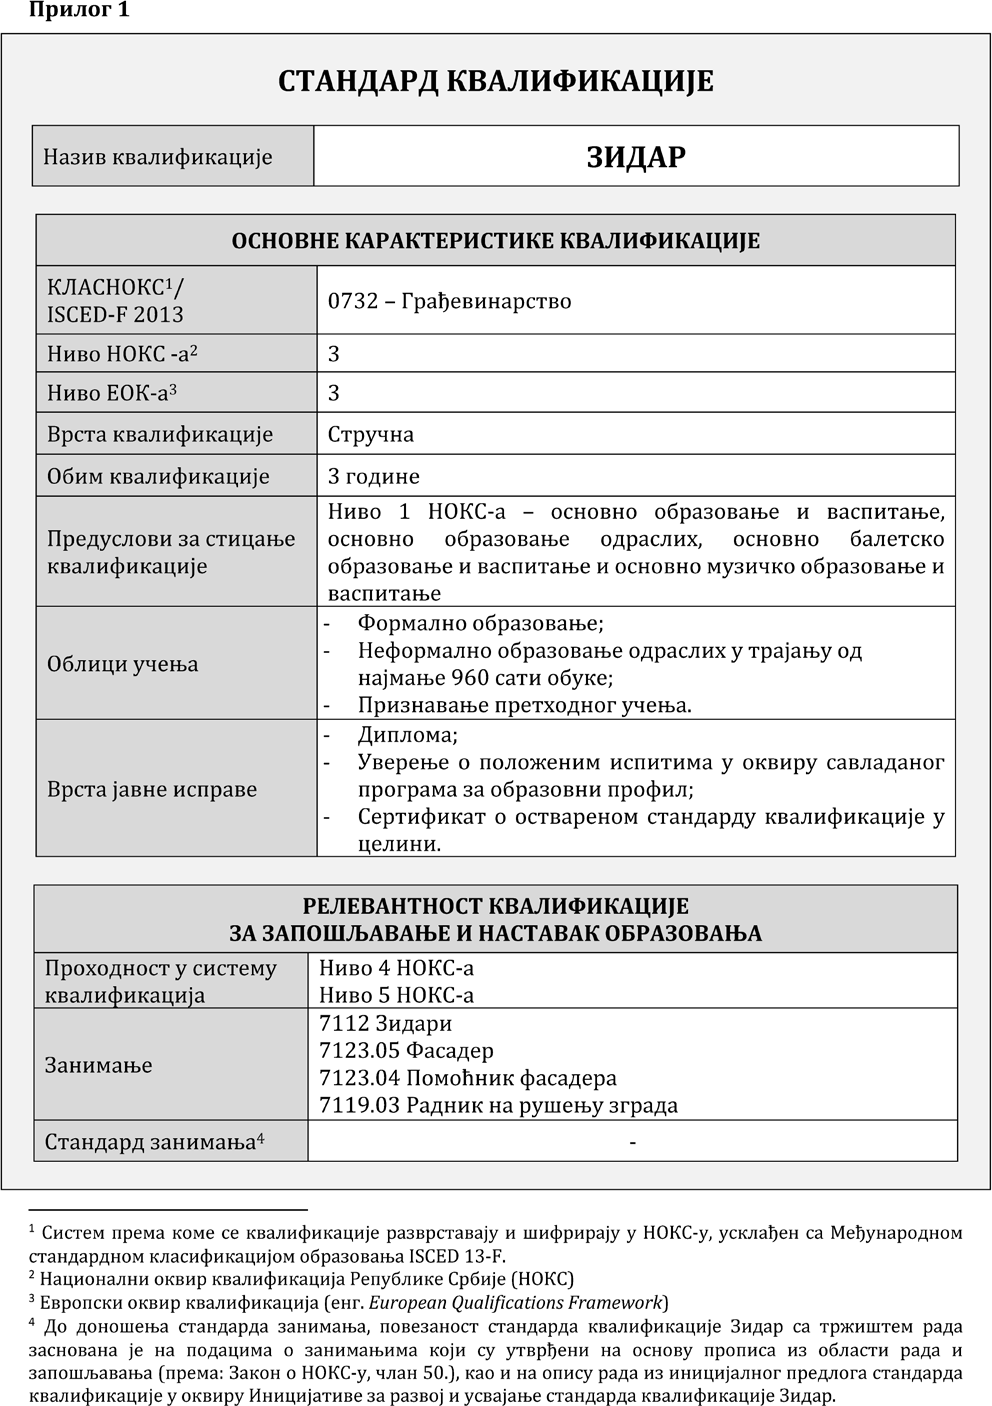 Прилог 1
СТАНДАРД КВАЛИФИКАЦИЈЕ
Назив квалификације
ЗИДАР
ОСНОВНЕ КАРАКТЕРИСТИКЕ КВАЛИФИКАЦИЈЕ
КЛАСНОКС¹/
ISCED-F 2013
0732 – Грађевинарство
Ниво НОКС -а²
3
Ниво ЕОК-а³
3
Врста квалификације
Стручна
Обим квалификације
3 године
Предуслови за стицање
квалификације
Ниво 1 НОКС-а – основно образовање и васпитање,
основно образовање одраслих, основно балетско
образовање и васпитање и основно музичко образовање и
васпитање
Облици учења
- Формално образовање;
- Неформално образовање одраслих у трајању од
најмање 960 сати обуке;
- Признавање претходног учења.
Врста јавне исправе
- Диплома;
- Уверење о положеним испитима у оквиру савладаног
програма за образовни профил;
- Сертификат о оствареном стандарду квалификације у
целини.
РЕЛЕВАНТНОСТ КВАЛИФИКАЦИЈЕ
ЗА ЗАПОШЉАВАЊЕ И НАСТАВАК ОБРАЗОВАЊА
Проходност у систему
квалификација
Ниво 4 НОКС-а
Ниво 5 НОКС-а
Занимање
7112 Зидари
7123.05 Фасадер
7123.04 Помоћник фасадера
7119.03 Радник на рушењу зграда
Стандард занимања⁴
-
¹ Систем према коме се квалификације разврставају и шифрирају у НОКС-у, усклађен са Међународном
стандардном класификацијом образовања ISCED 13-F.
² Национални оквир квалификација Републике Србије (НОКС)
³ Европски оквир квалификација (енг. European Qualifications Framework)
⁴ До доношења стандарда занимања, повезаност стандарда квалификације Зидар са тржиштем рада
заснована је на подацима о занимањима који су утврђени на основу прописа из области рада и
запошљавања (према: Закон о НОКС-у, члан 50.), као и на опису рада из иницијалног предлога стандарда
квалификације у оквиру Иницијативе за развој и усвајање стандарда квалификације Зидар.